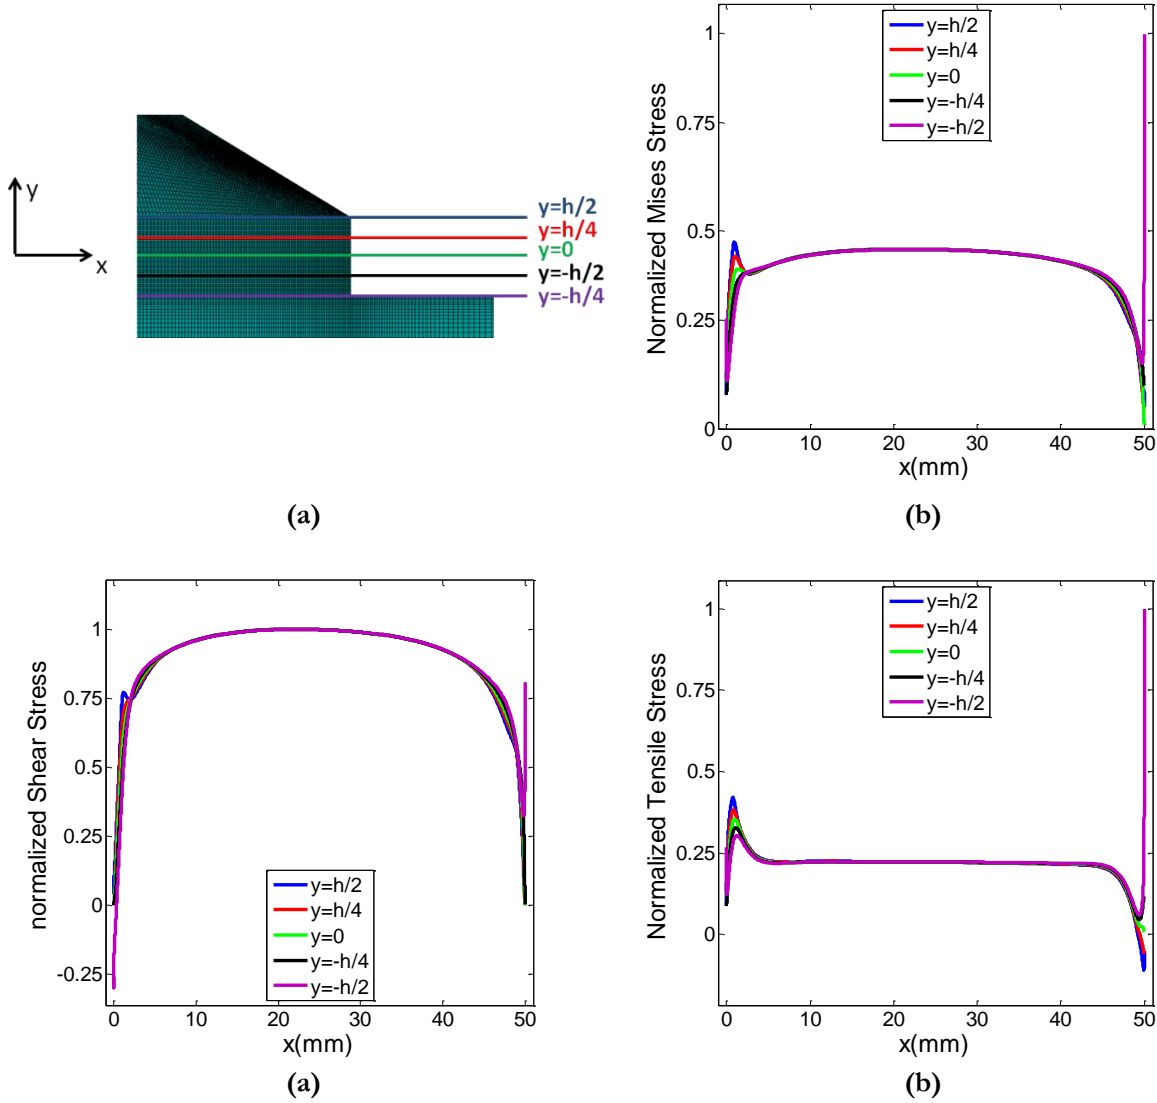 y
x
y=h/2
y=h/4
y=0
y=-h/2
y=-h/4
(a)
Normalized Mises Stress
1
0.75
0.5
0.25
0
0
10
20
30
40
50
x(mm)
y=h/2
y=h/4
y=0
y=-h/4
y=-h/2
(b)
normalized Shear Stress
1
0.75
0.5
0.25
0
-0.25
0
10
20
30
40
50
x(mm)
y=h/2
y=h/4
y=0
y=-h/4
y=-h/2
(a)
Normalized Tensile Stress
1
0.75
0.5
0.25
0
0
10
20
30
40
50
x(mm)
y=h/2
y=h/4
y=0
y=-h/4
y=-h/2
(b)